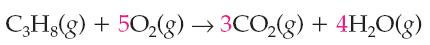 C₃H₈(g) + 5O₂(g) → 3CO₂(g) + 4H₂O(g)